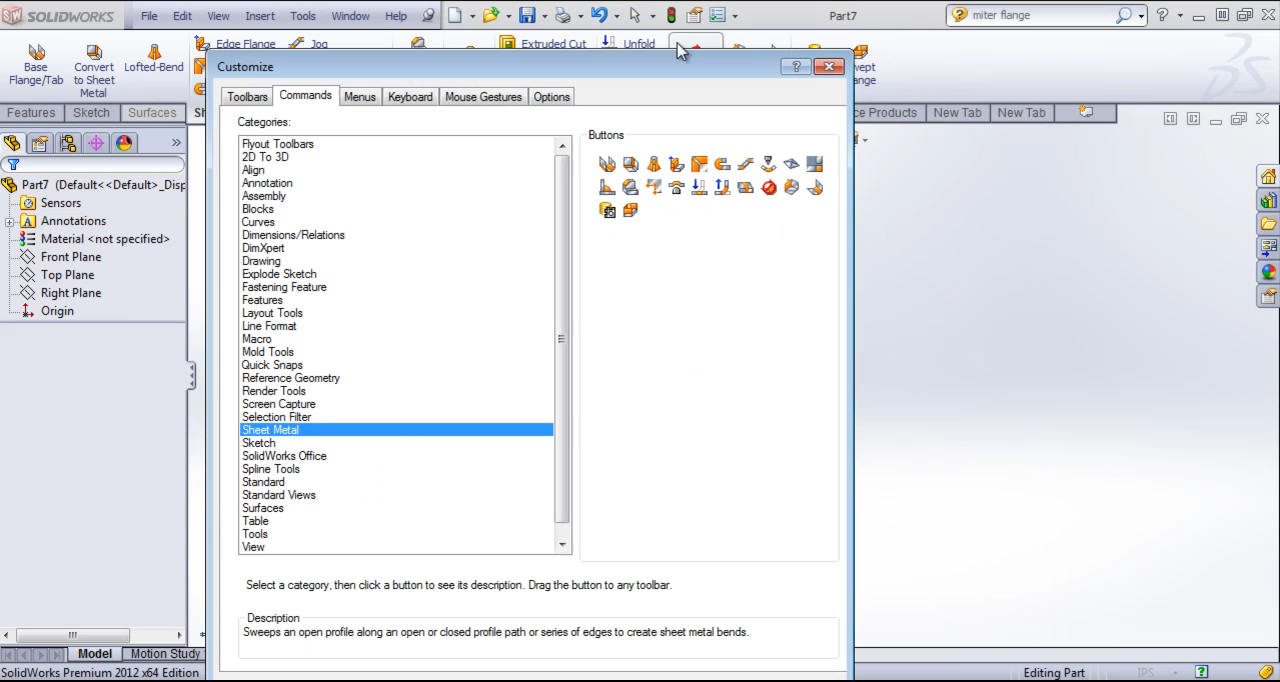 SOLIDWORKS File Edit View Insert Tools Window Help Part7 miter flange
Edge Flange Jog Extruded Cut Unfold
Base Flange/Tab Convert to Sheet Metal Lofted-Bend
Features Sketch Surfaces New Tab New Tab
Customize
Toolbars Commands Menus Keyboard Mouse Gestures Options
Categories:
Flyout Toolbars
2D To 3D
Align
Annotation
Assembly
Blocks
Curves
Dimensions/Relations
DimXpert
Drawing
Explode Sketch
Fastening Feature
Features
Layout Tools
Line Format
Macro
Mold Tools
Quick Snaps
Reference Geometry
Render Tools
Screen Capture
Selection Filter
Sheet Metal
Sketch
SolidWorks Office
Spline Tools
Standard
Standard Views
Surfaces
Table
Tools
View
Buttons
Select a category, then click a button to see its description. Drag the button to any toolbar.
Description
Sweeps an open profile along an open or closed profile path or series of edges to create sheet metal bends.
Part7 (Default<<Default>_Disp
Sensors
Annotations
Material <not specified>
Front Plane
Top Plane
Right Plane
Origin
Model Motion Study
SolidWorks Premium 2012 x64 Edition Editing Part IPS